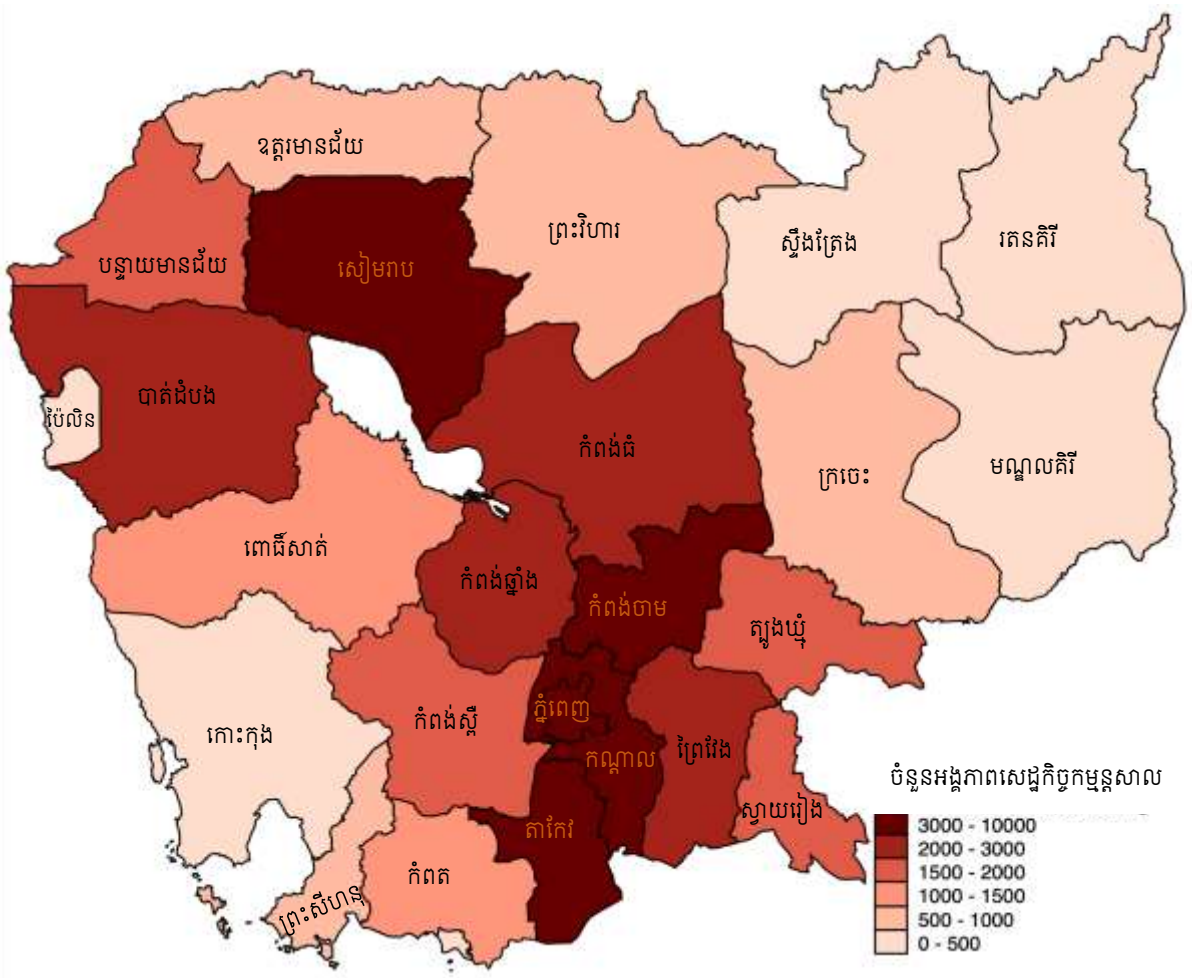 ឧត្តរមានជ័យ
ព្រះវិហារ
ស្ទឹងត្រែង
រតនគិរី
បន្ទាយមានជ័យ
សៀមរាប
បាត់ដំបង
ប៉ៃលិន
កំពង់ធំ
ក្រចេះ
មណ្ឌលគិរី
ពោធិ៍សាត់
កំពង់ឆ្នាំង
កំពង់ចាម
ត្បូងឃ្មុំ
កោះកុង
កំពង់ស្ពឺ
ភ្នំពេញ
កណ្តាល
ព្រៃវែង
ស្វាយរៀង
តាកែវ
កំពត
ព្រះសីហនុ
ចំនួនអង្គភាពសេដ្ឋកិច្ចកម្មន្តសាល
3000 - 10000
2000 - 3000
1500 - 2000
1000 - 1500
500 - 1000
0 - 500